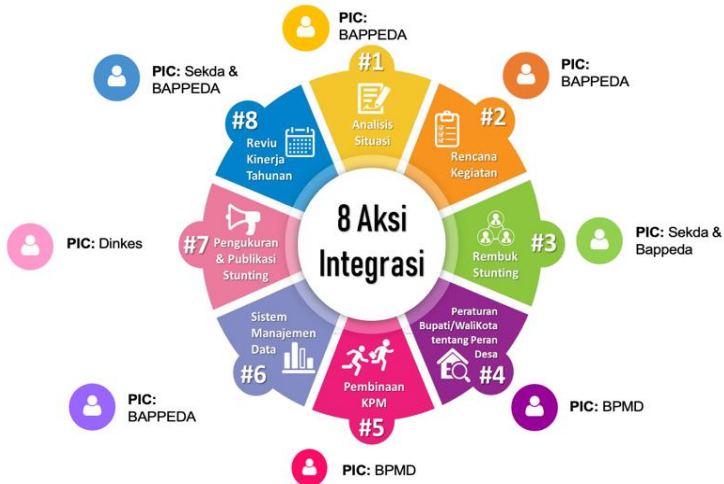 8 Aksi
Integrasi
PIC:
BAPPEDA
#1
Analisis
Situasi
PIC:
BAPPEDA
#2
Rencana
Kegiatan
PIC: Sekda &
Bappeda
#3
Rembuk
Stunting
PIC: BPMD
Peraturan
Bupati/WaliKota
tentang Peran
Desa
#4
Pembinaan
KPM
#5
PIC: BPMD
Sistem
Manajemen
Data
#6
PIC:
BAPPEDA
PIC: Dinkes
#7
Pengukuran
& Publikasi
Stunting
PIC: Sekda &
BAPPEDA
#8
Reviu
Kinerja
Tahunan